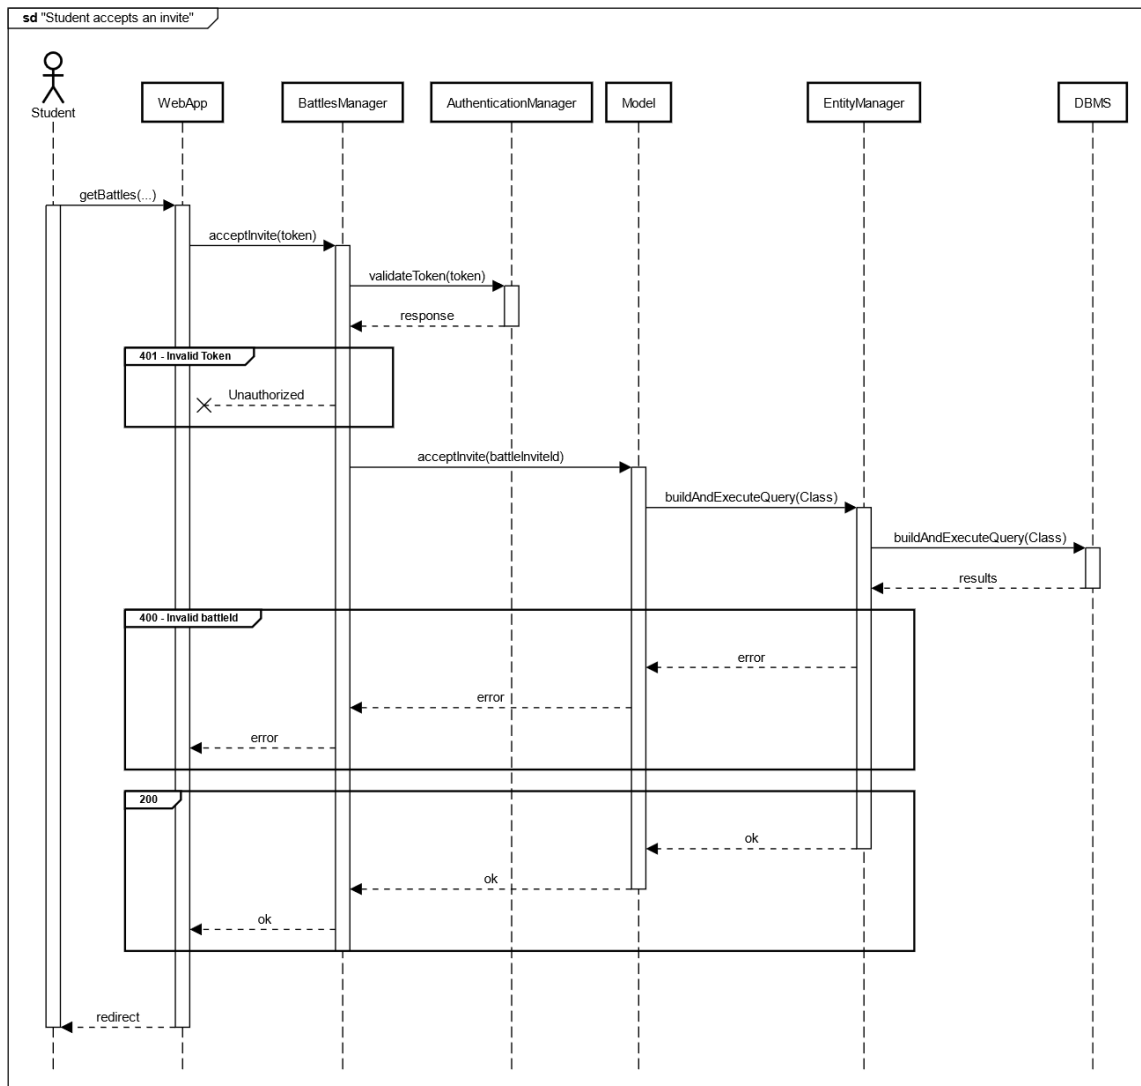 sd "Student accepts an invite"
Student
WebApp
BattlesManager
AuthenticationManager
Model
EntityManager
DBMS
getBattles(...)
acceptInvite(token)
validateToken(token)
response
401 - Invalid Token
Unauthorized
acceptInvite(battleInviteId)
buildAndExecuteQuery(Class)
buildAndExecuteQuery(Class)
results
400 - Invalid battleId
error
error
error
200
ok
ok
ok
redirect